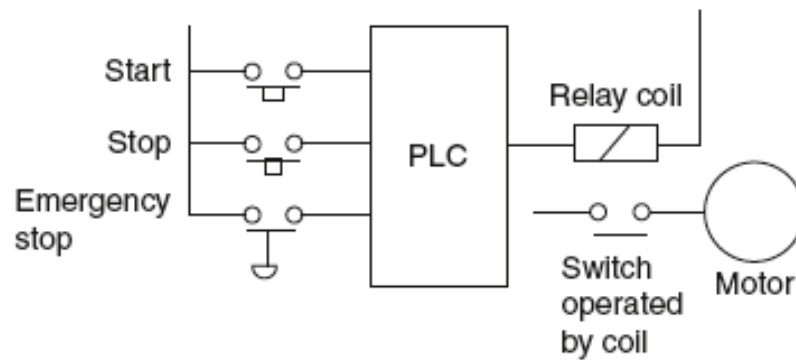 Start
Stop
Emergency
stop
PLC
Relay coil
Switch
operated
by coil
Motor